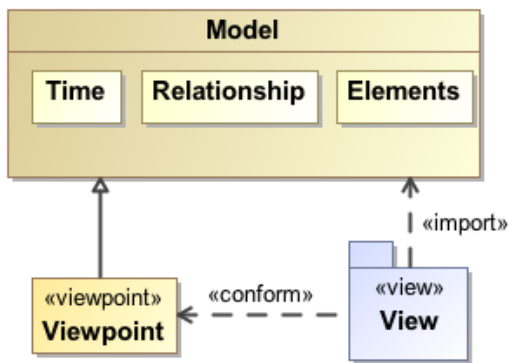 Model
Time
Relationship
Elements
«import»
«viewpoint»
Viewpoint
«conform»
«view»
View